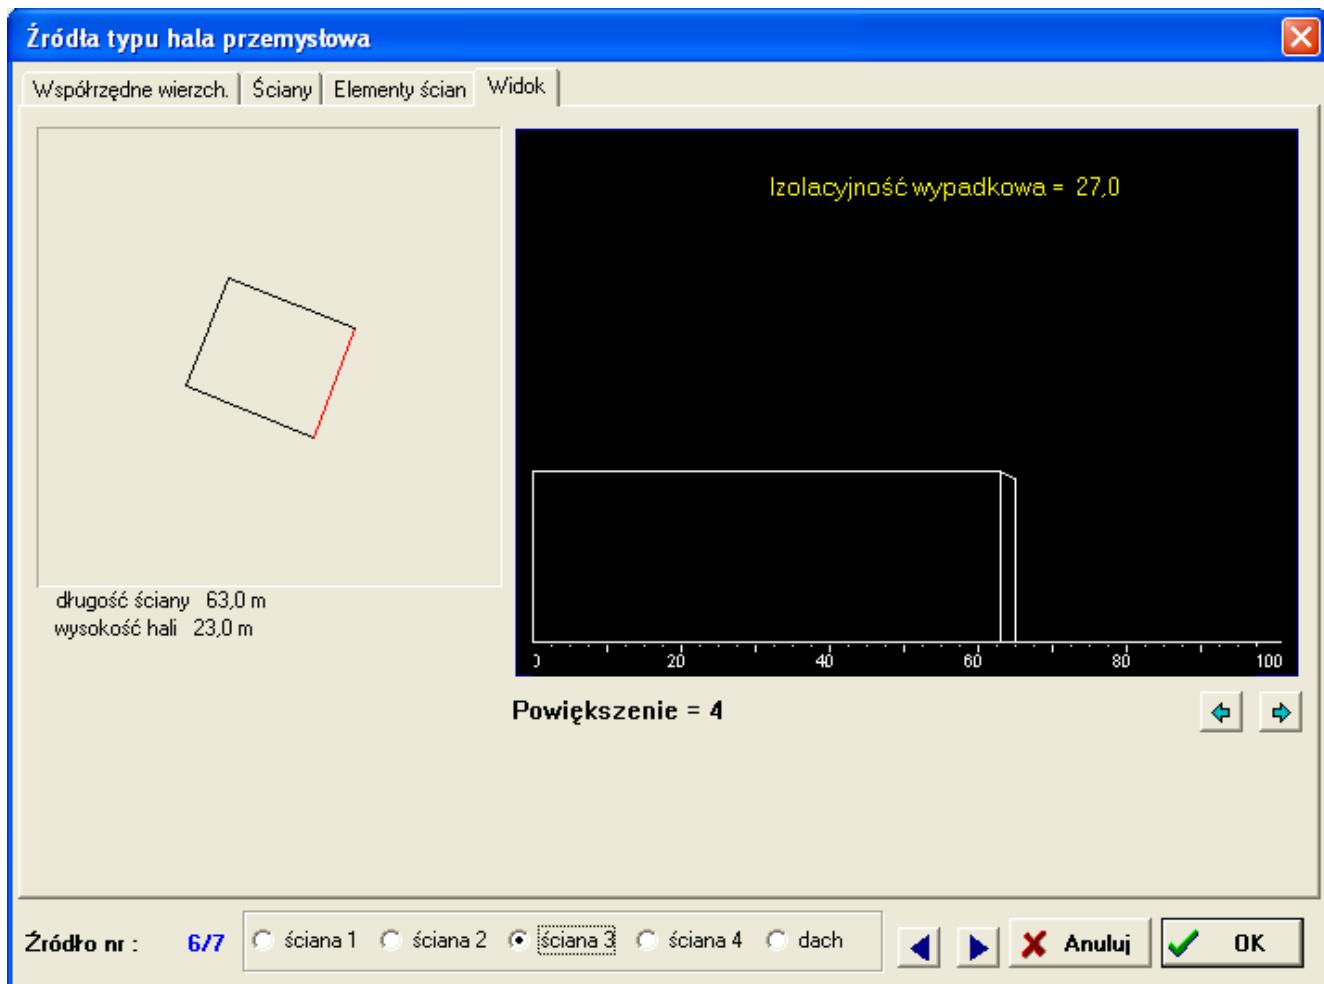 Źródła typu hala przemysłowa
Współrzędne wierzch. Ściany Elementy ścian Widok
Izolacyjność wypadkowa = 27,0
długość ściany 63,0 m
wysokość hali 23,0 m
0 20 40 60 80 100
Powiększenie = 4
Źródło nr : 6/7 ściana 1 ściana 2 ściana 3 ściana 4 dach Anuluj OK